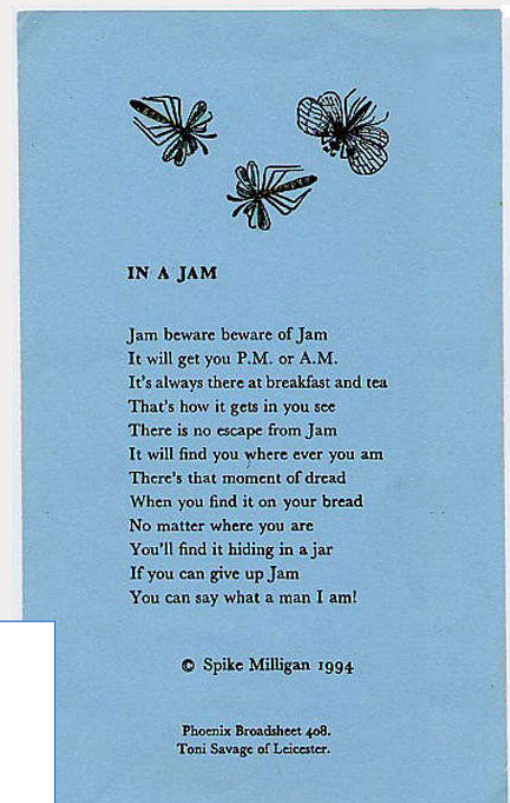 IN A JAM
Jam beware beware of Jam
It will get you P.M. or A.M.
It's always there at breakfast and tea
That's how it gets in you see
There is no escape from Jam
It will find you where ever you am
There's that moment of dread
When you find it on your bread
No matter where you are
You'll find it hiding in a jar
If you can give up Jam
You can say what a man I am!
© Spike Milligan 1994
Phoenix Broadsheet 408.
Toni Savage of Leicester.